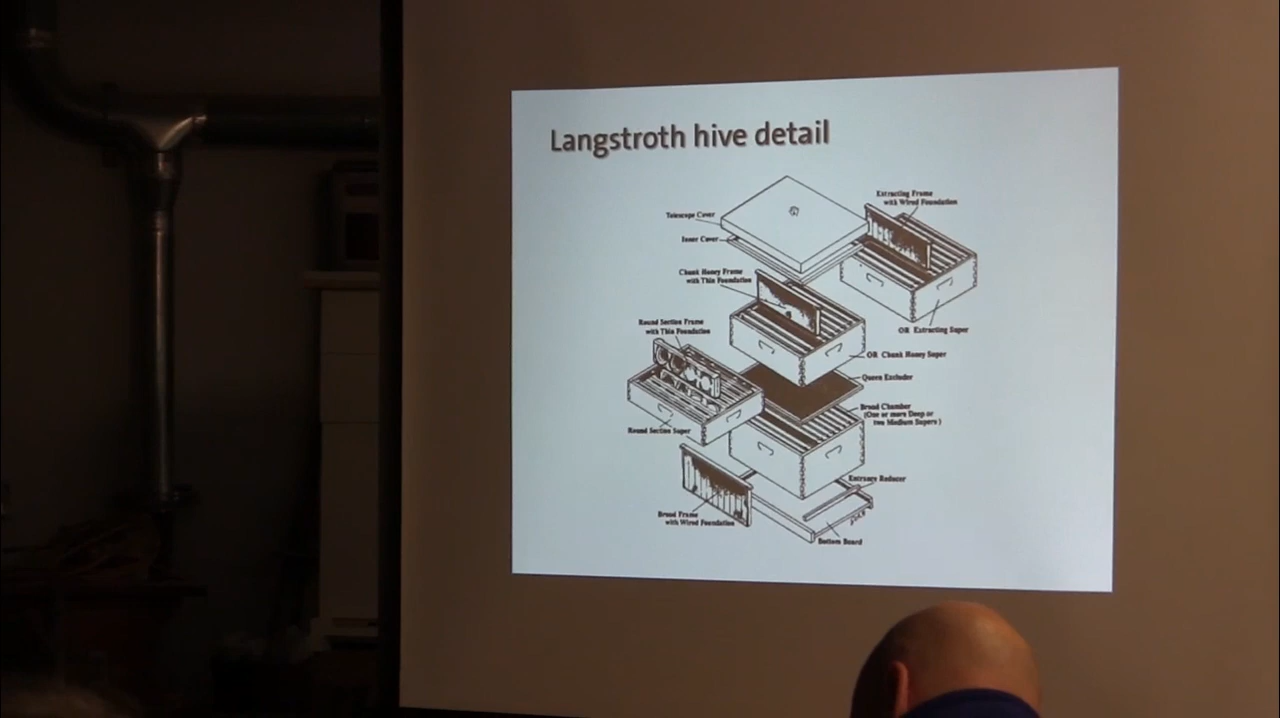 Langstroth hive detail
Extracting Frame
with Wired Foundation
Telescope Cover
Inner Cover
Chunk Honey Frame
with Thin Foundation
Round Section Frame
with Thin Foundation
OR Extracting Super
OR Chunk Honey Super
Queen Excluder
Brood Chamber
(One or more Deep or
two Medium Supers)
Round Section Super
Entrance Reducer
Brood Frame
with Wired Foundation
Bottom Board